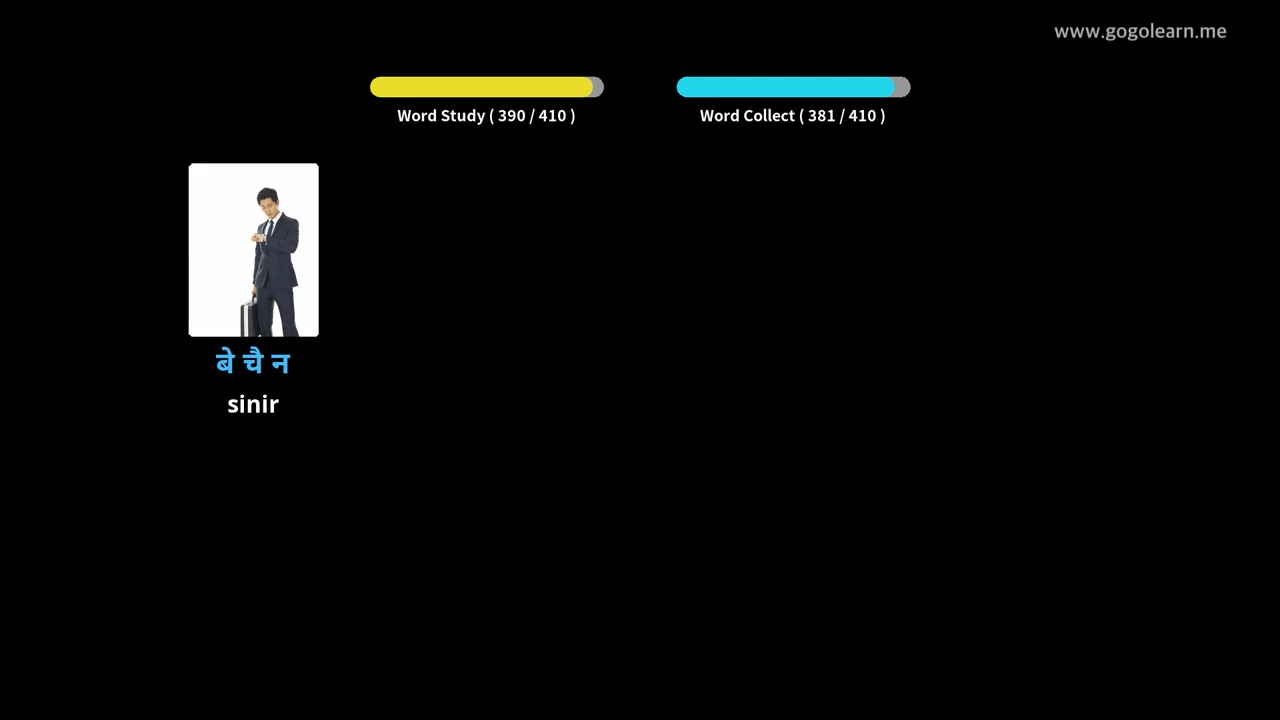 www.gogolearn.me
Word Study ( 390 / 410 )
Word Collect ( 381 / 410 )
बे चै न
sinir